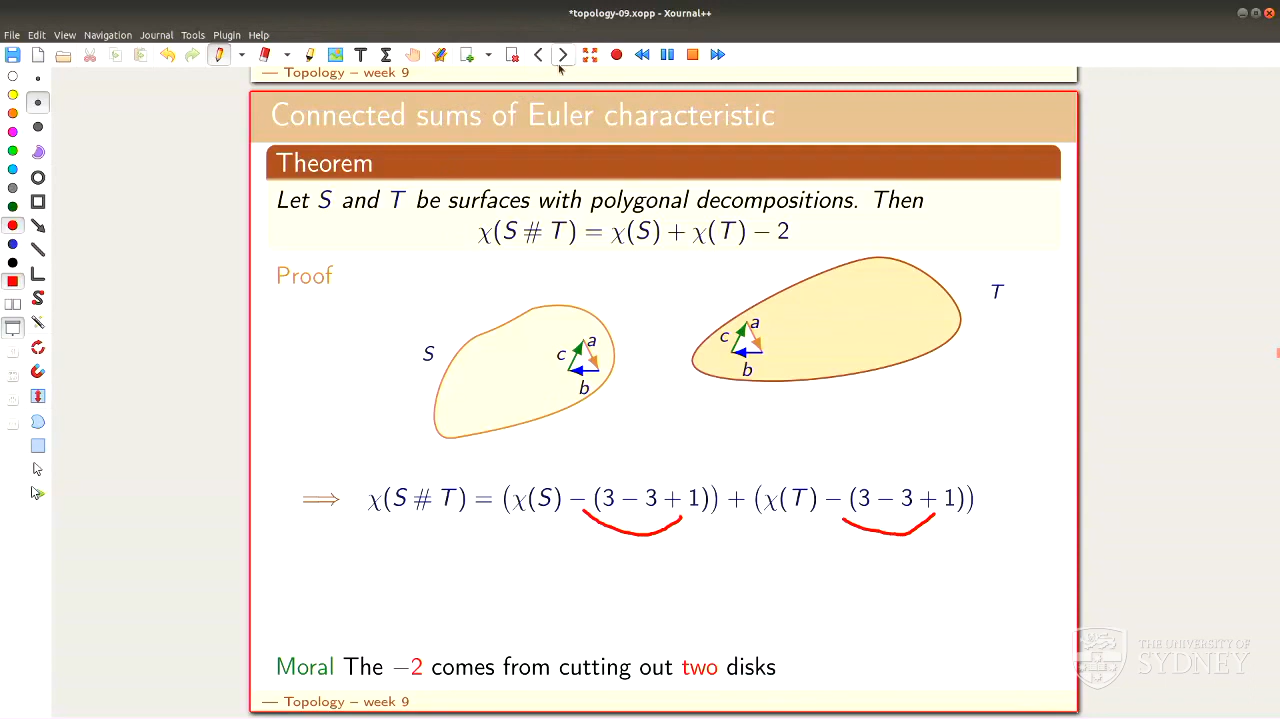 *topology-09.xopp - Xournal++
File Edit View Navigation Journal Tools Plugin Help
— Topology – week 9
Connected sums of Euler characteristic
Theorem
Let S and T be surfaces with polygonal decompositions. Then
χ(S # T) = χ(S) + χ(T) − 2
Proof
S
c
a
b
T
c
a
b
⟹ χ(S # T) = (χ(S) − (3 − 3 + 1)) + (χ(T) − (3 − 3 + 1))
Moral The −2 comes from cutting out two disks
— Topology – week 9
THE UNIVERSITY OF
SYDNEY